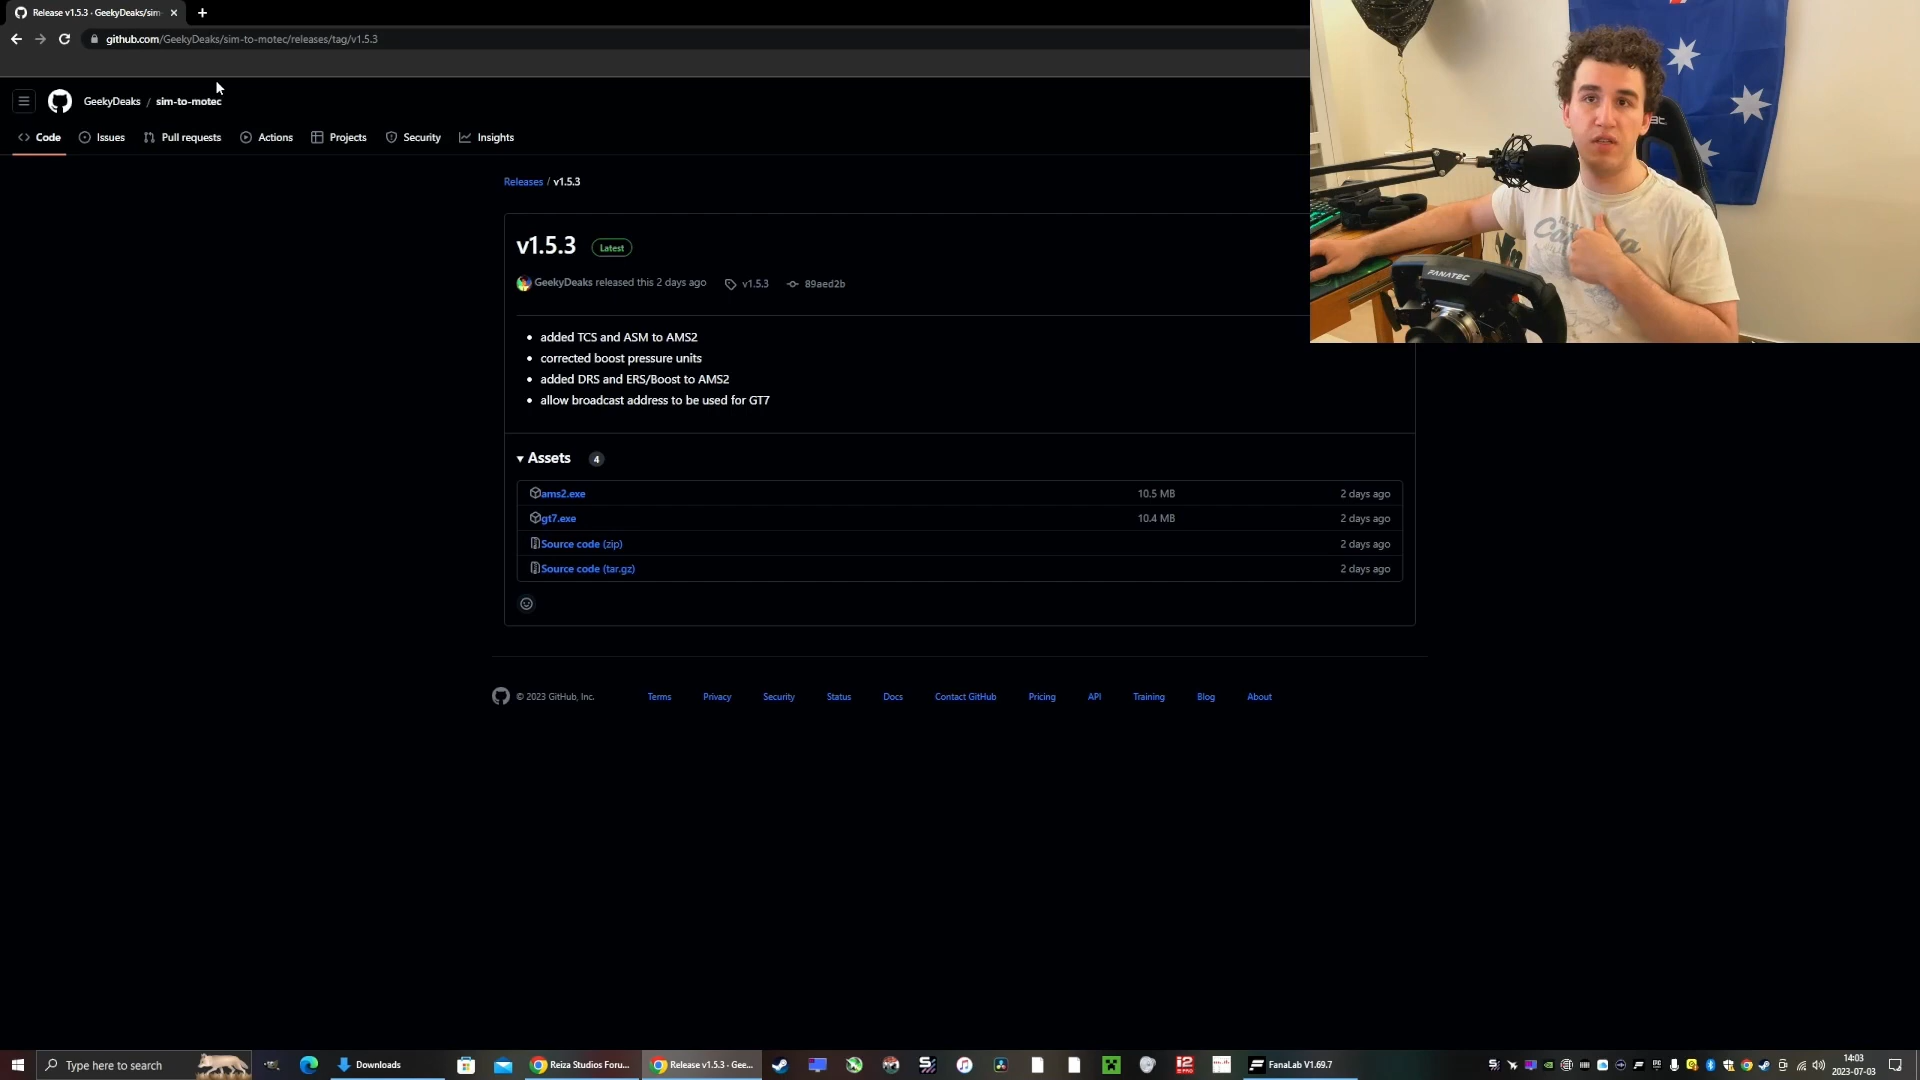 Release v1.5.3 · GeekyDeaks/sim-
github.com/GeekyDeaks/sim-to-motec/releases/tag/v1.5.3
GeekyDeaks / sim-to-motec
Code Issues Pull requests Actions Projects Security Insights
Releases / v1.5.3
v1.5.3 Latest
GeekyDeaks released this 2 days ago v1.5.3 89aed2b
added TCS and ASM to AMS2
corrected boost pressure units
added DRS and ERS/Boost to AMS2
allow broadcast address to be used for GT7
Assets 4
ams2.exe 10.5 MB 2 days ago
gt7.exe 10.4 MB 2 days ago
Source code (zip) 2 days ago
Source code (tar.gz) 2 days ago
© 2023 GitHub, Inc. Terms Privacy Security Status Docs Contact GitHub Pricing API Training Blog About
FANATEC
Type here to search
Downloads
Reiza Studios Foru...
Release v1.5.3 · Gee...
i2 PRO
FanaLab V1.69.7
14:03
2023-07-03